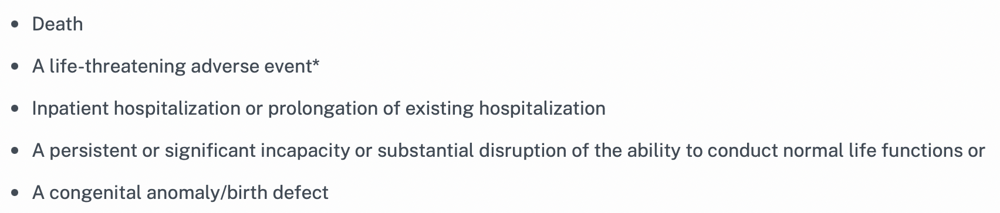 • Death
• A life-threatening adverse event*
• Inpatient hospitalization or prolongation of existing hospitalization
• A persistent or significant incapacity or substantial disruption of the ability to conduct normal life functions or
• A congenital anomaly/birth defect